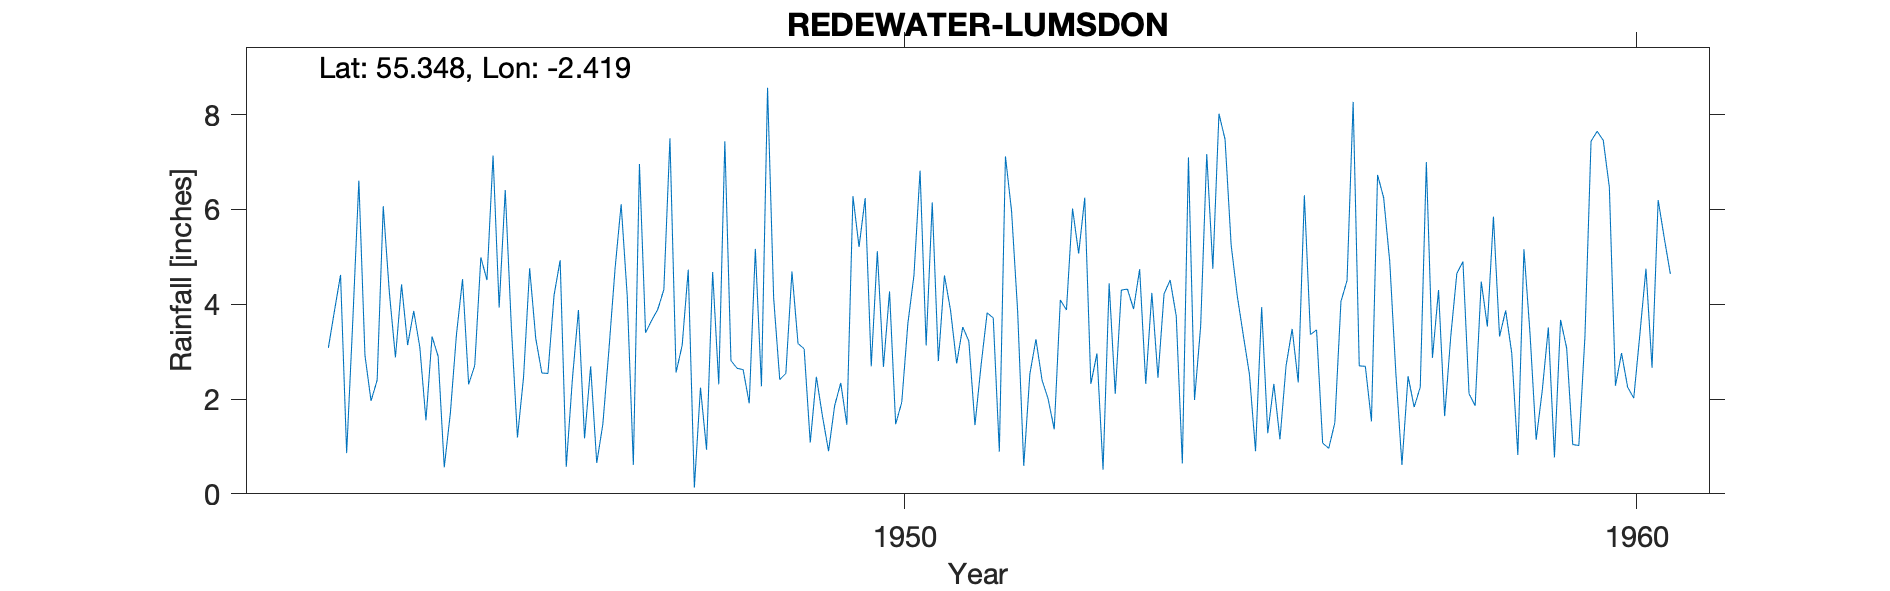 REDEWATER-LUMSDON
Lat: 55.348, Lon: -2.419
8
6
4
2
0
Rainfall [inches]
1950
1960
Year